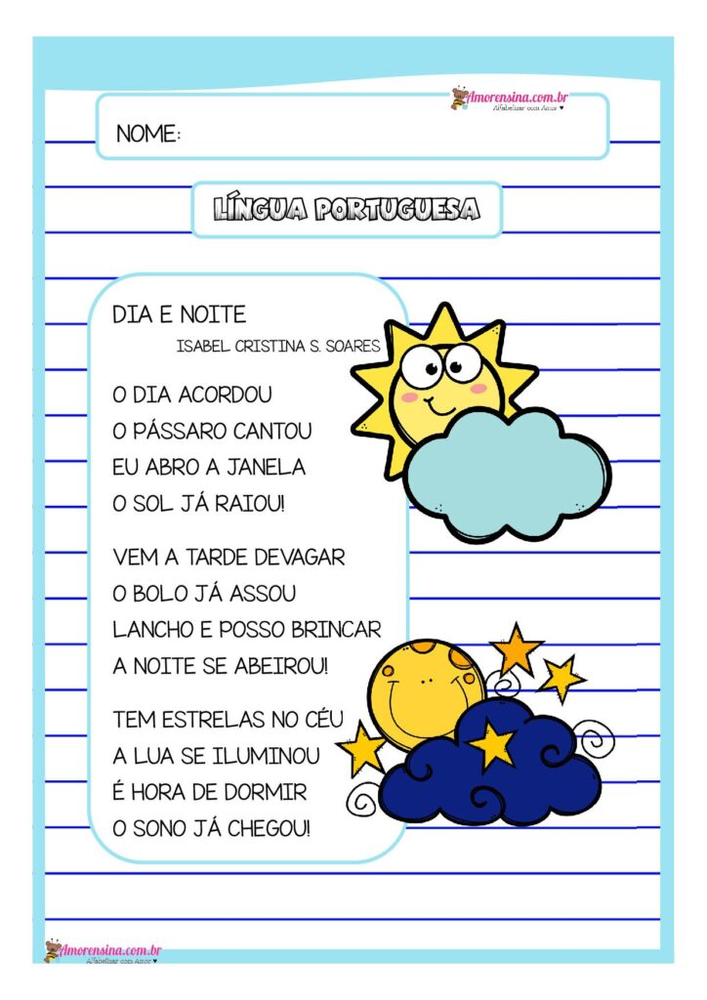 Amorensina.com.br
Alfabetizar com Amor ♥
NOME:
LÍNGUA PORTUGUESA
DIA E NOITE
ISABEL CRISTINA S. SOARES
O DIA ACORDOU
O PÁSSARO CANTOU
EU ABRO A JANELA
O SOL JÁ RAIOU!
VEM A TARDE DEVAGAR
O BOLO JÁ ASSOU
LANCHO E POSSO BRINCAR
A NOITE SE ABEIROU!
TEM ESTRELAS NO CÉU
A LUA SE ILUMINOU
É HORA DE DORMIR
O SONO JÁ CHEGOU!
Amorensina.com.br
Alfabetizar com Amor ♥